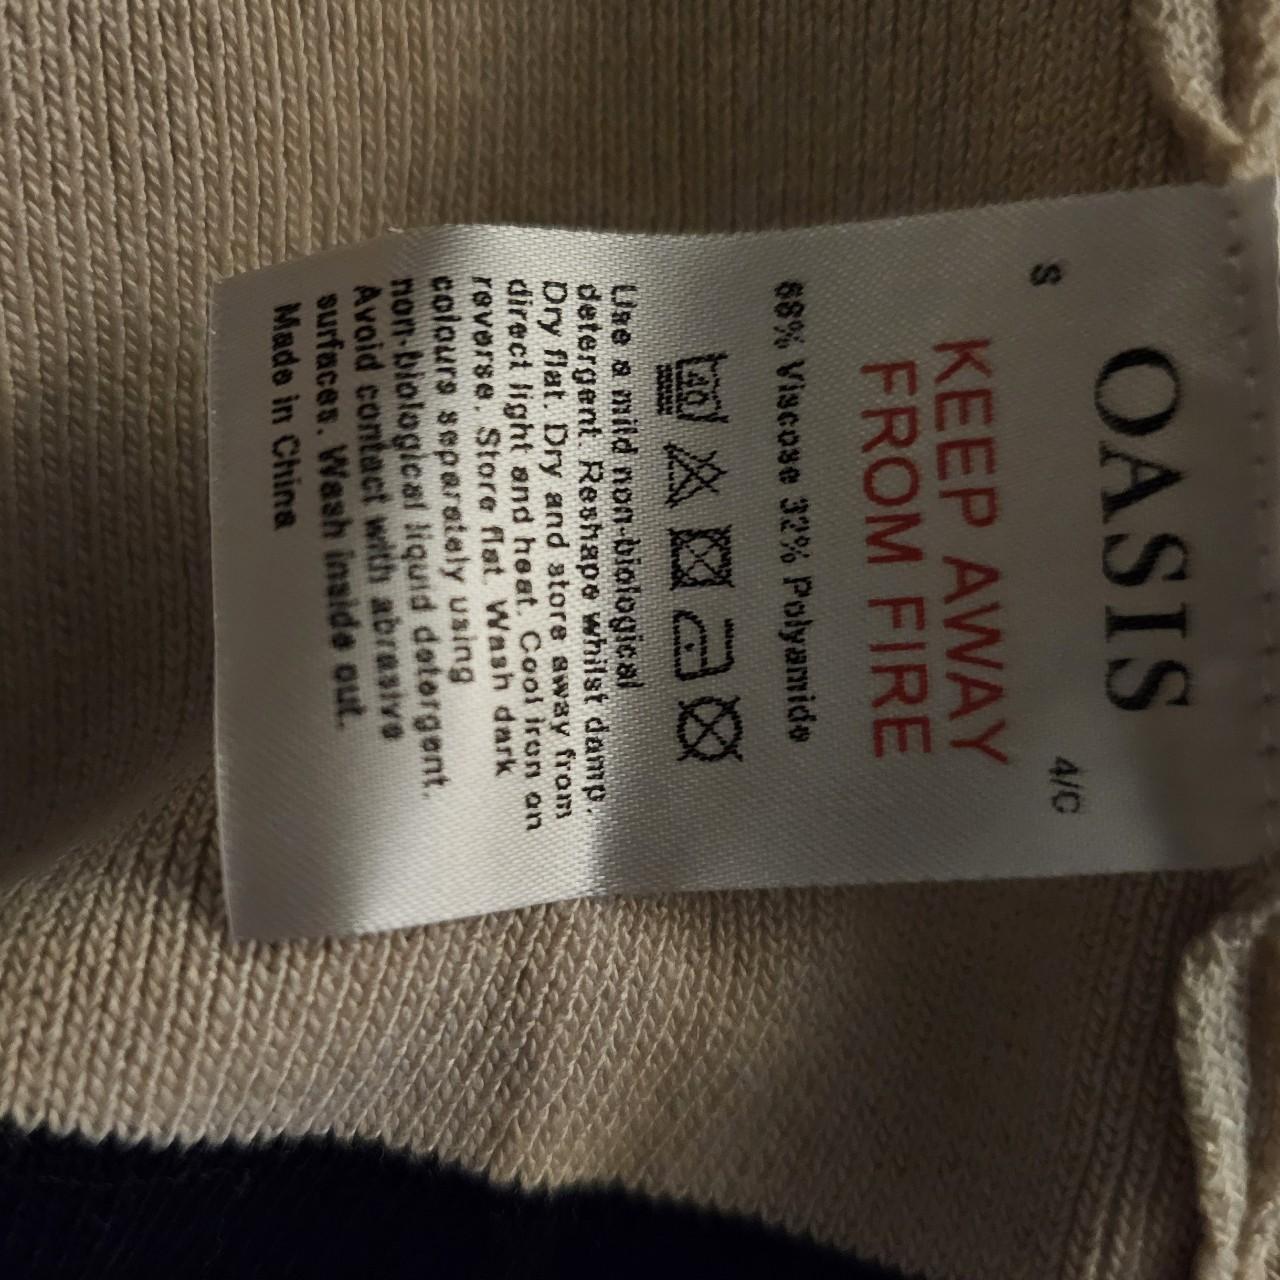 OASIS
S 4/C
KEEP AWAY
FROM FIRE
68% Viscose 32% Polyamide
40
Use a mild non-biological
detergent. Reshape whilst damp.
Dry flat. Dry and store away from
direct light and heat. Cool iron on
reverse. Store flat. Wash dark
colours separately using
non-biological liquid detergent.
Avoid contact with abrasive
surfaces. Wash inside out.
Made in China